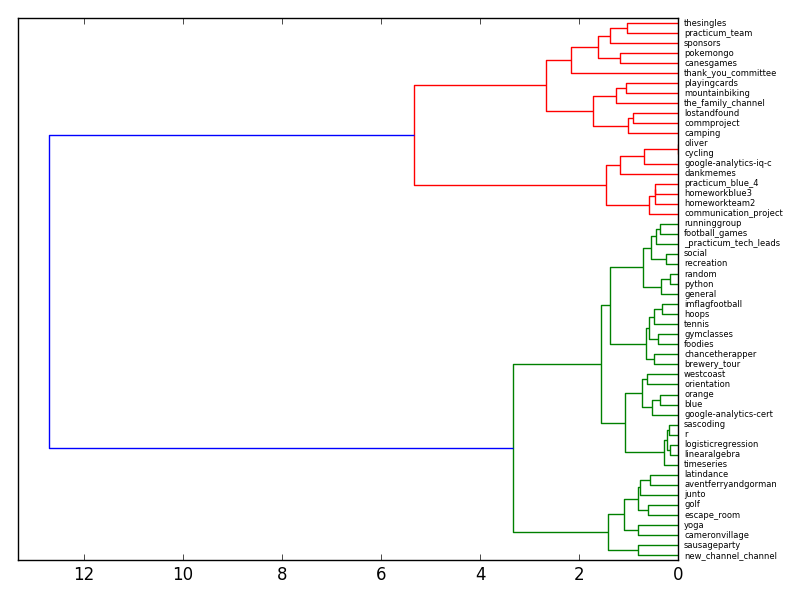 thesingles
practicum_team
sponsors
pokemongo
canesgames
thank_you_committee
playingcards
mountainbiking
the_family_channel
lostandfound
commproject
camping
oliver
cycling
google-analytics-iq-c
dankmemes
practicum_blue_4
homeworkblue3
homeworkteam2
communication_project
runninggroup
football_games
_practicum_tech_leads
social
recreation
random
python
general
imflagfootball
hoops
tennis
gymclasses
foodies
chancetherapper
brewery_tour
westcoast
orientation
orange
blue
google-analytics-cert
sascoding
r
logisticregression
linearalgebra
timeseries
latindance
aventferryandgorman
junto
golf
escape_room
yoga
cameronvillage
sausageparty
new_channel_channel
12 10 8 6 4 2 0